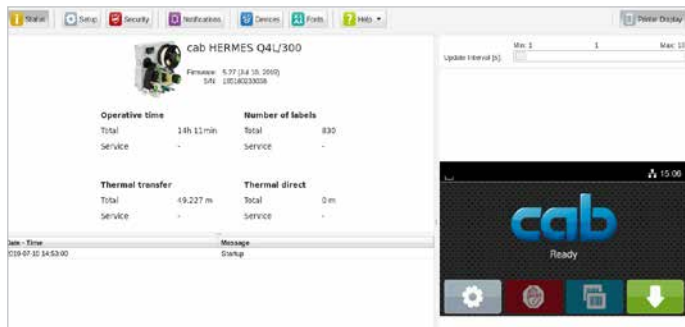 Status Setup Security Notifications Devices Fonts Help Printer Display
cab HERMES Q4L/300
Firmware: 5.27 (Jul 10, 2019)
S/N:
Update Interval [s]: Min: 1 1 Max: 10
Operative time Number of labels
Total 14h 11min Total 830
Service - Service -
Thermal transfer Thermal direct
Total 49.227 m Total 0 m
Service - Service -
15:06
cab
Ready
Date - Time Message
2019-07-10 14:53:00 Startup